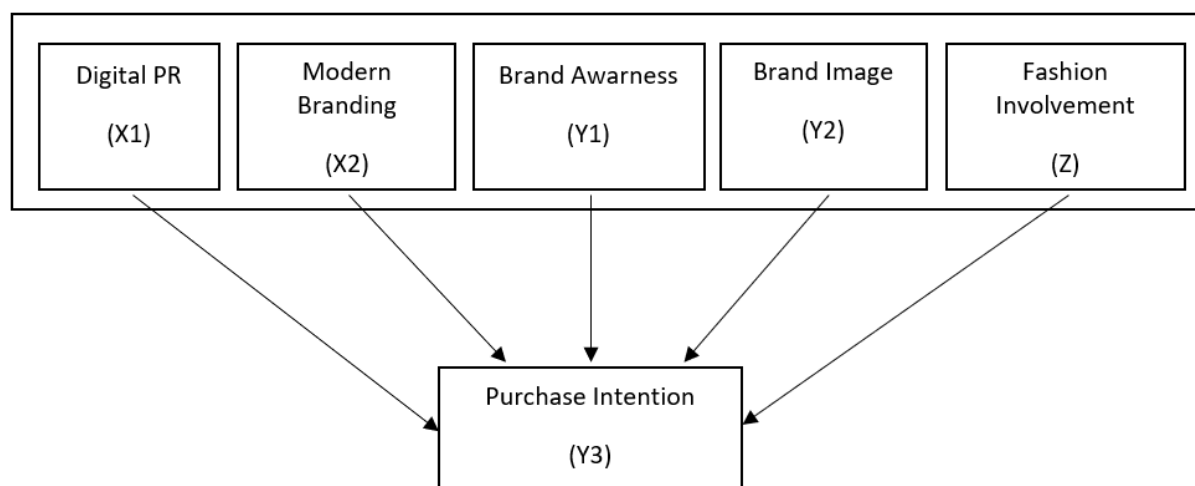 Digital PR
(X1)
Modern
Branding
(X2)
Brand Awarness
(Y1)
Brand Image
(Y2)
Fashion
Involvement
(Z)
Purchase Intention
(Y3)